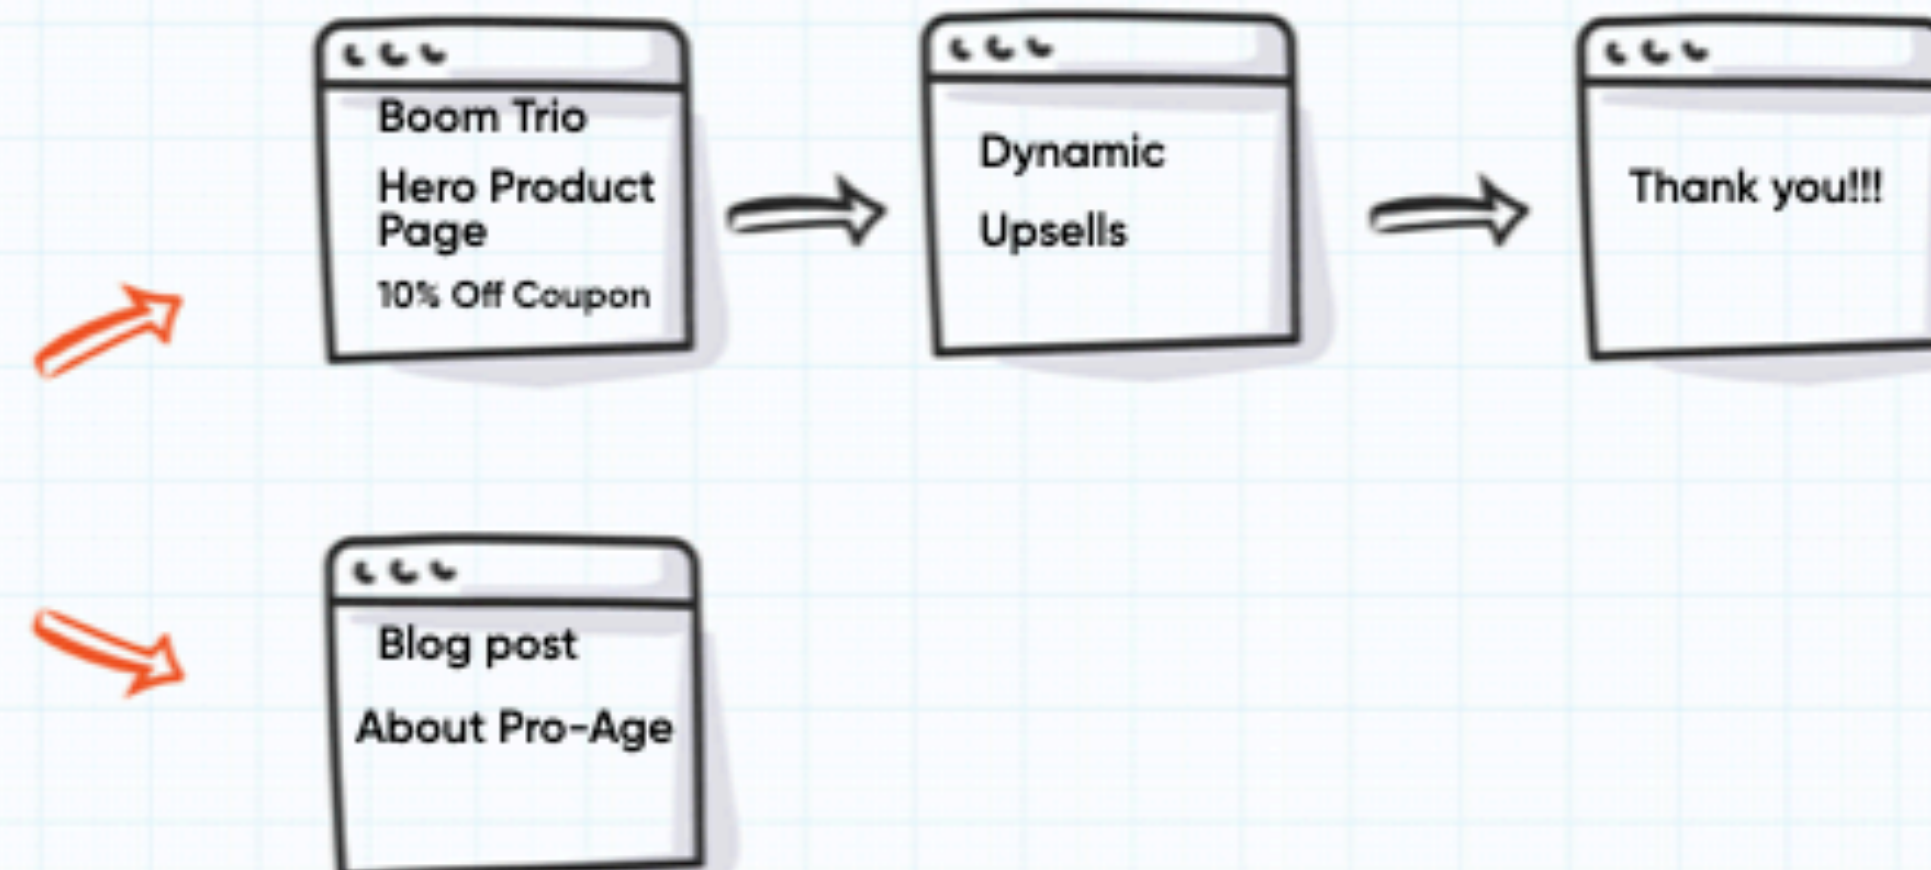 Boom Trio
Hero Product
Page
10% Off Coupon
Dynamic
Upsells
Thank you!!!
Blog post
About Pro-Age